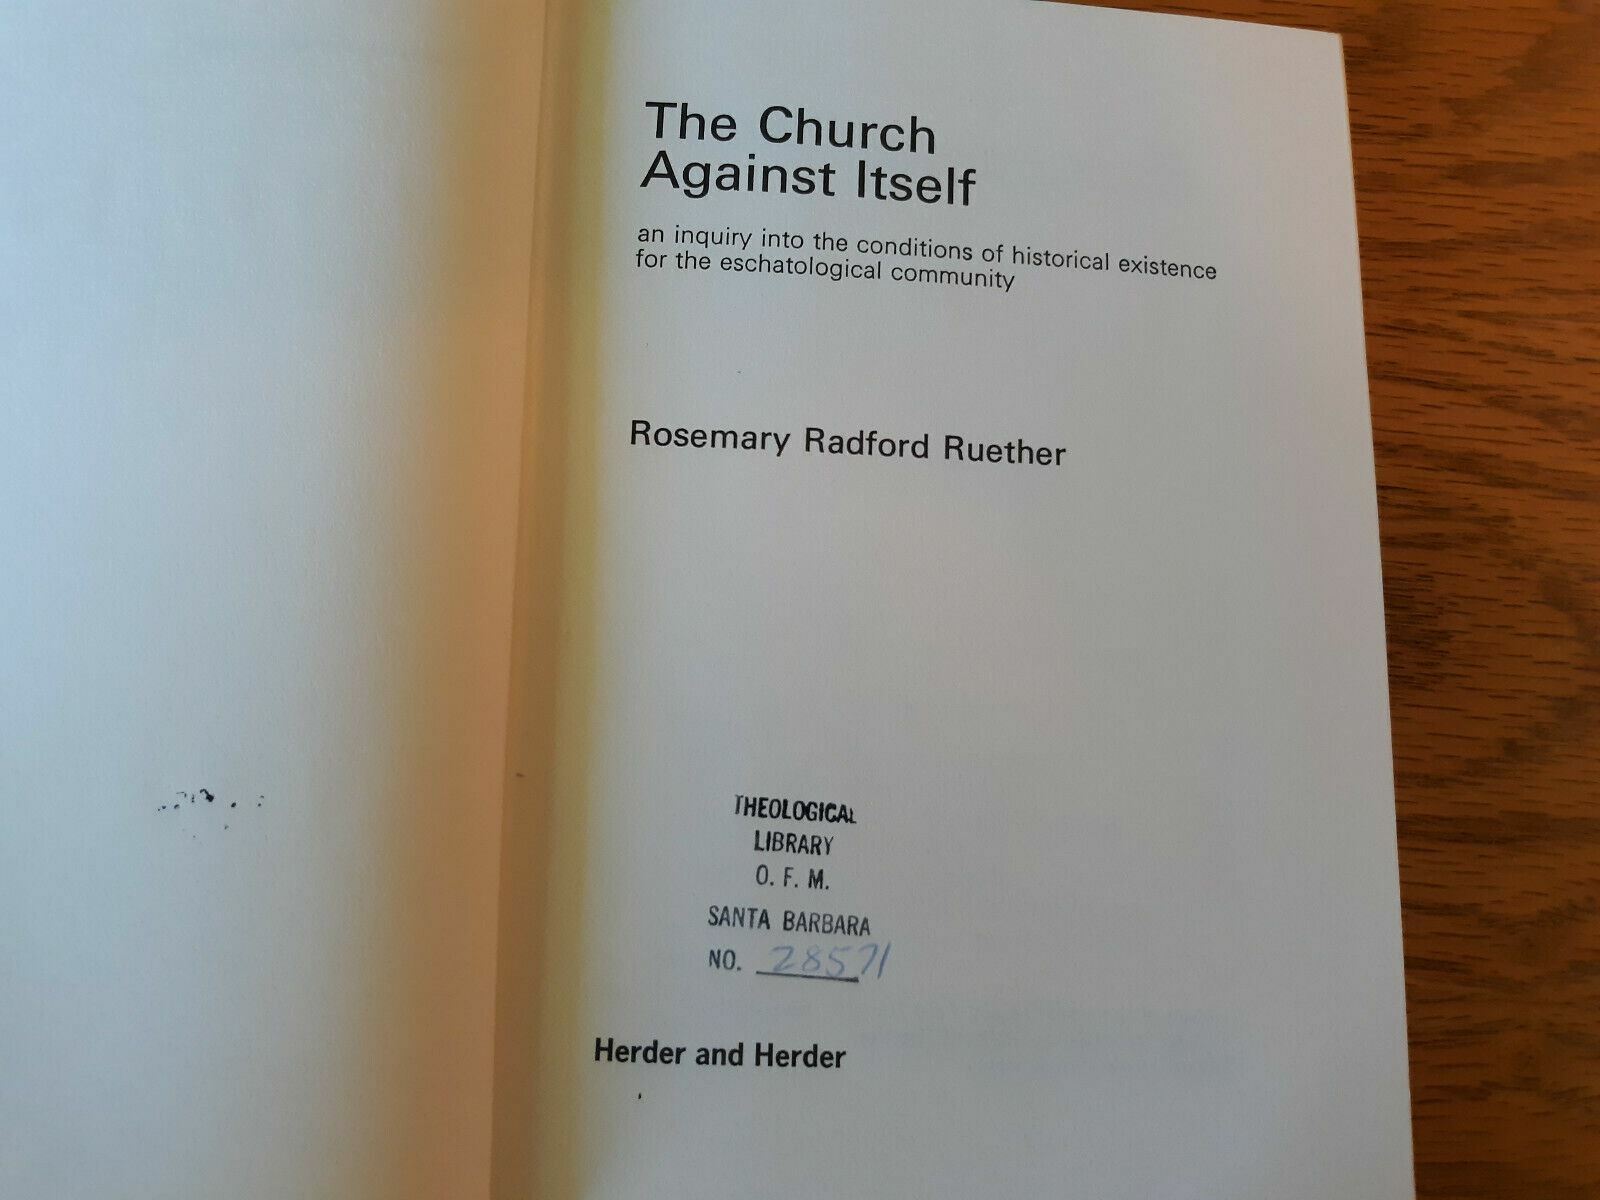 The Church
Against Itself
an inquiry into the conditions of historical existence
for the eschatological community
Rosemary Radford Ruether
THEOLOGICAL
LIBRARY
O. F. M.
SANTA BARBARA
NO. 28571
Herder and Herder